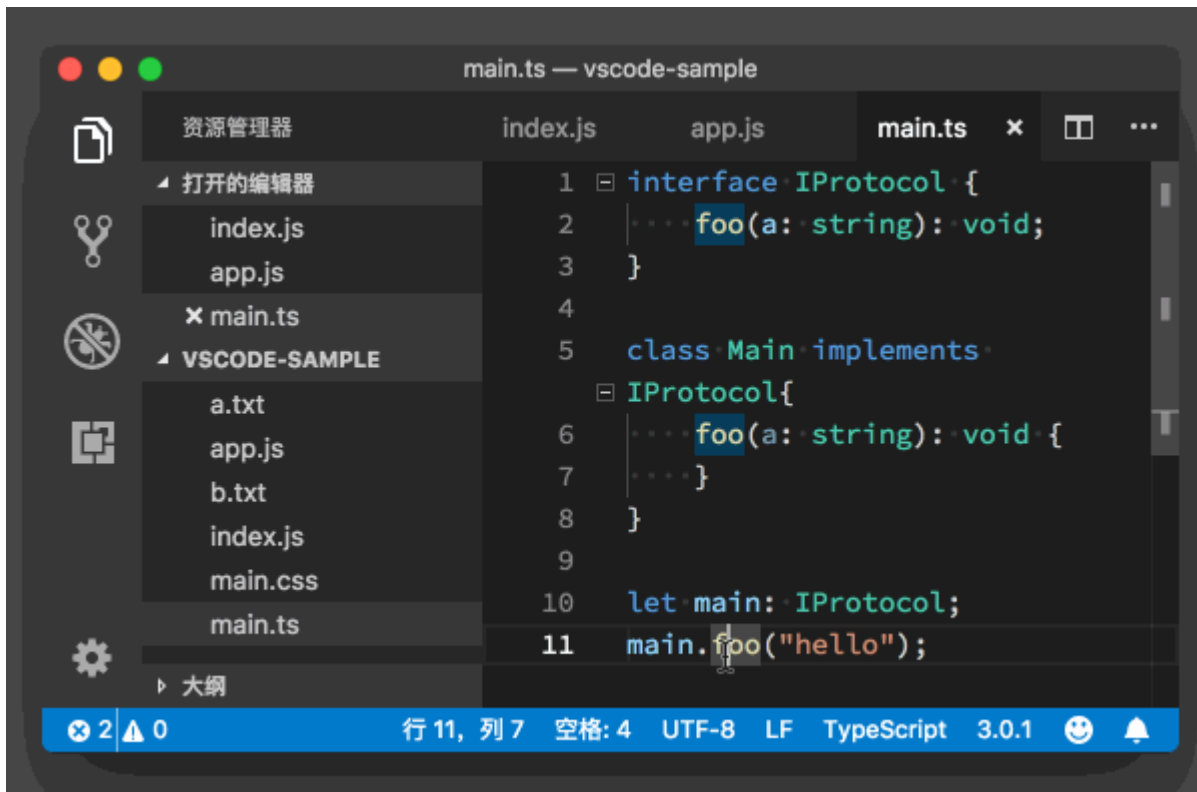 main.ts — vscode-sample
资源管理器
index.js
app.js
main.ts
打开的编辑器
index.js
app.js
main.ts
VSCODE-SAMPLE
a.txt
app.js
b.txt
index.js
main.css
main.ts
大纲
1 interface IProtocol {
2 foo(a: string): void;
3 }
4
5 class Main implements
IProtocol{
6 foo(a: string): void {
7 }
8 }
9
10 let main: IProtocol;
11 main.foo("hello");
2 0 行 11, 列 7 空格: 4 UTF-8 LF TypeScript 3.0.1